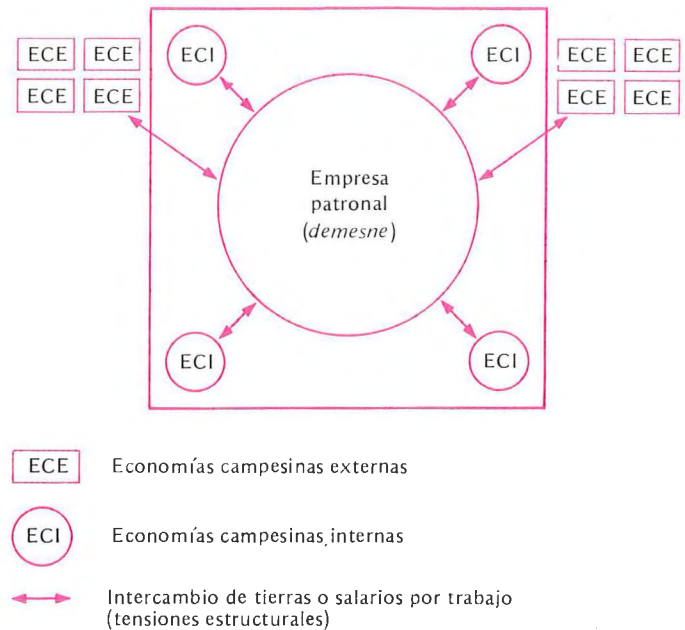 ECE ECE ECI ECI ECE ECE
ECE ECE ECE ECE
Empresa
patronal
(demesne)
ECI ECI
ECE Economías campesinas externas
ECI Economías campesinas internas
Intercambio de tierras o salarios por trabajo
(tensiones estructurales)